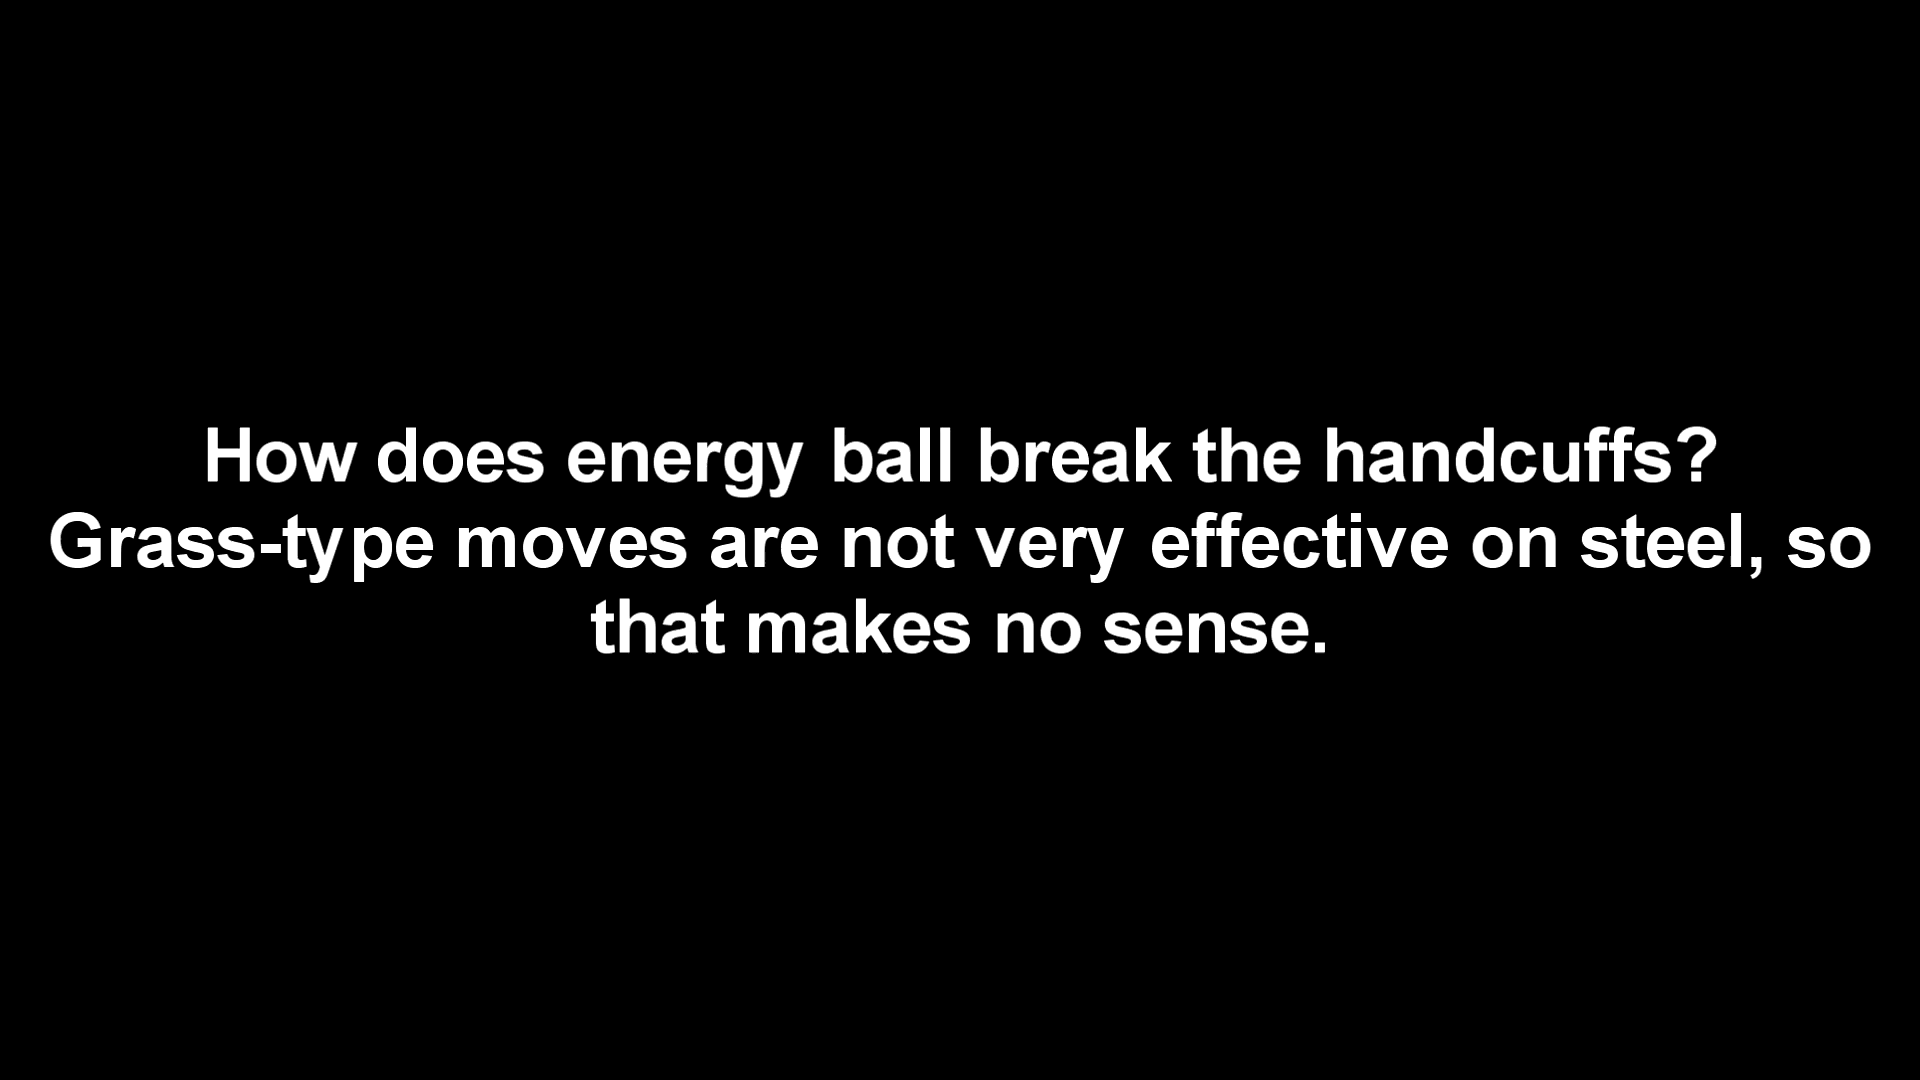 How does energy ball break the handcuffs?
Grass-type moves are not very effective on steel, so
that makes no sense.